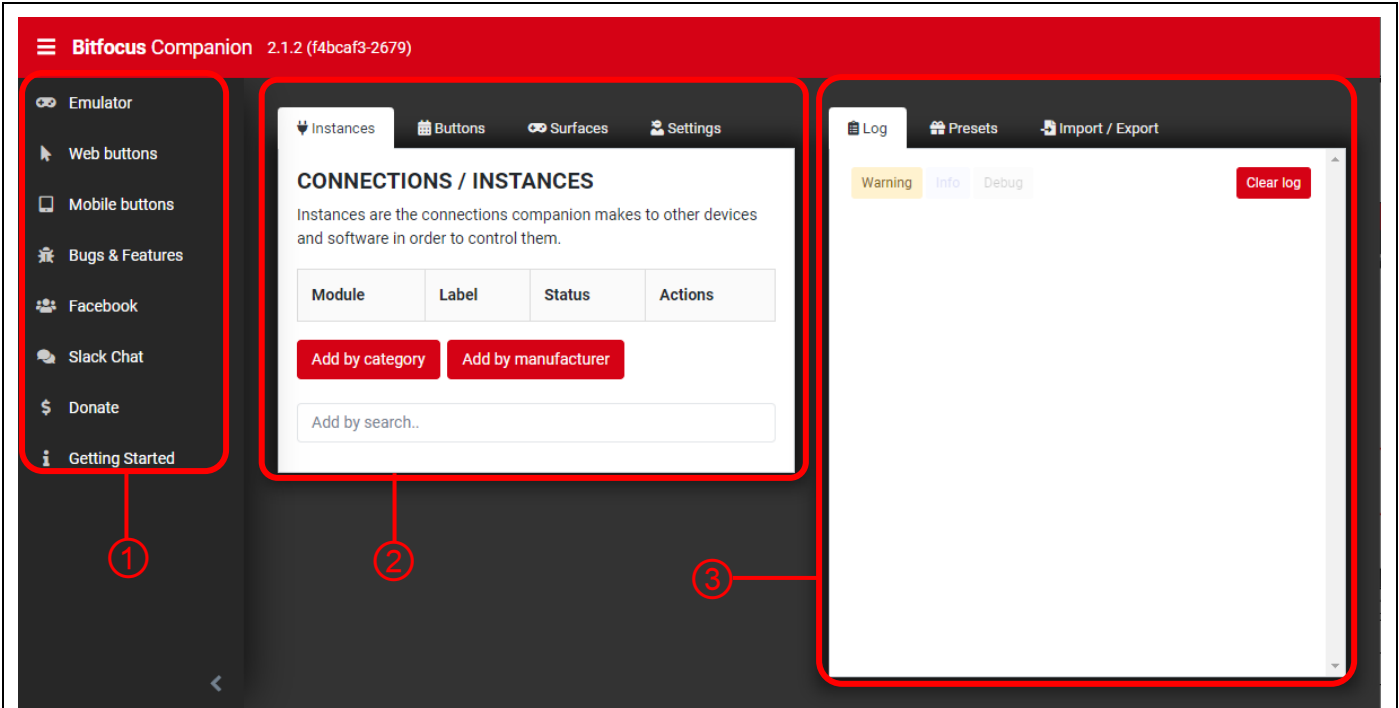 Bitfocus Companion 2.1.2 (f4bcaf3-2679)
Emulator
Web buttons
Mobile buttons
Bugs & Features
Facebook
Slack Chat
$ Donate
Getting Started
1
Instances Buttons Surfaces Settings
CONNECTIONS / INSTANCES
Instances are the connections companion makes to other devices
and software in order to control them.
Module Label Status Actions
Add by category Add by manufacturer
Add by search..
2
Log Presets Import / Export
Warning Info Debug Clear log
3